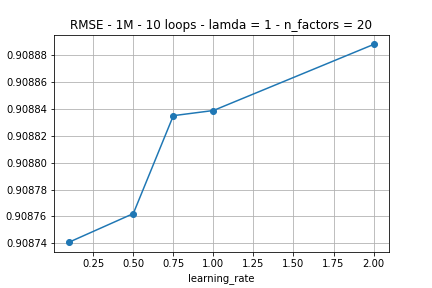 RMSE - 1M - 10 loops - lamda = 1 - n_factors = 20
0.90888
0.90886
0.90884
0.90882
0.90880
0.90878
0.90876
0.90874
0.25 0.50 0.75 1.00 1.25 1.50 1.75 2.00
learning_rate